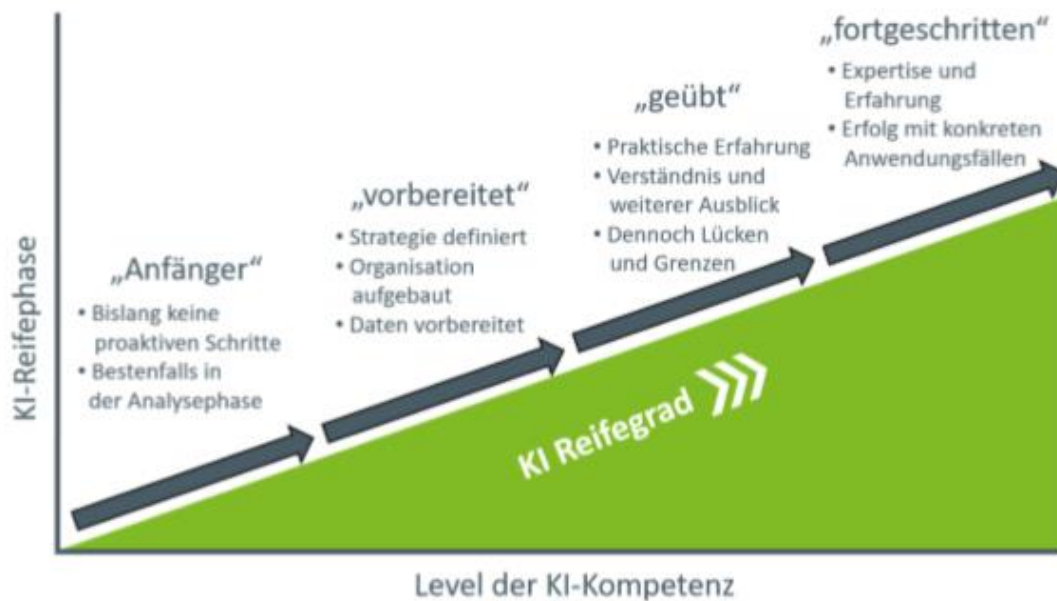 „fortgeschritten“
• Expertise und
Erfahrung
• Erfolg mit konkreten
Anwendungsfällen
„geübt“
• Praktische Erfahrung
• Verständnis und
weiterer Ausblick
• Dennoch Lücken
und Grenzen
„vorbereitet“
• Strategie definiert
• Organisation
aufgebaut
• Daten vorbereitet
„Anfänger“
• Bislang keine
proaktiven Schritte
• Bestenfalls in
der Analysephase
KI-Reifephase
KI Reifegrad
Level der KI-Kompetenz